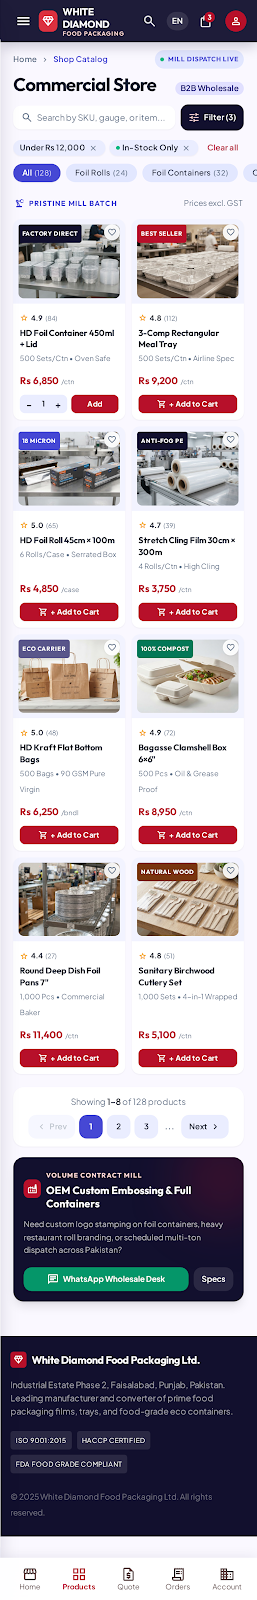 WHITE
DIAMOND
FOOD PACKAGING
EN
3
Home › Shop Catalog
MILL DISPATCH LIVE
Commercial Store
B2B Wholesale
Search by SKU, gauge, or item...
Filter (3)
Under Rs 12,000 ×
In-Stock Only ×
Clear all
All (128)
Foil Rolls (24)
Foil Containers (32)
PRISTINE MILL BATCH
Prices excl. GST
FACTORY DIRECT
4.9 (84)
HD Foil Container 450ml
+ Lid
500 Sets/Ctn • Oven Safe
Rs 6,850 /ctn
– 1 +
Add
BEST SELLER
4.8 (112)
3-Comp Rectangular
Meal Tray
500 Sets/Ctn • Airline Spec
Rs 9,200 /ctn
+ Add to Cart
18 MICRON
5.0 (65)
HD Foil Roll 45cm × 100m
6 Rolls/Case • Serrated Box
Rs 4,850 /case
+ Add to Cart
ANTI-FOG PE
4.7 (39)
Stretch Cling Film 30cm ×
300m
4 Rolls/Ctn • High Cling
Rs 3,750 /ctn
+ Add to Cart
ECO CARRIER
5.0 (48)
HD Kraft Flat Bottom
Bags
500 Bags • 90 GSM Pure
Virgin
Rs 6,250 /bndl
+ Add to Cart
100% COMPOST
4.9 (72)
Bagasse Clamshell Box
6×6"
500 Pcs • Oil & Grease
Proof
Rs 8,950 /ctn
+ Add to Cart
4.4 (27)
Round Deep Dish Foil
Pans 7"
1,000 Pcs • Commercial
Baker
Rs 11,400 /ctn
+ Add to Cart
NATURAL WOOD
4.8 (51)
Sanitary Birchwood
Cutlery Set
1,000 Sets • 4-in-1 Wrapped
Rs 5,100 /ctn
+ Add to Cart
Showing 1–8 of 128 products
‹ Prev 1 2 3 ... Next ›
VOLUME CONTRACT MILL
OEM Custom Embossing & Full
Containers
Need custom logo stamping on foil containers, heavy
restaurant roll branding, or scheduled multi-ton
dispatch across Pakistan?
WhatsApp Wholesale Desk
Specs
White Diamond Food Packaging Ltd.
Industrial Estate Phase 2, Faisalabad, Punjab, Pakistan.
Leading manufacturer and converter of prime food
packaging films, trays, and food-grade eco containers.
ISO 9001:2015
HACCP CERTIFIED
FDA FOOD GRADE COMPLIANT
© 2025 White Diamond Food Packaging Ltd. All rights
reserved.
Home
Products
Quote
Orders
Account